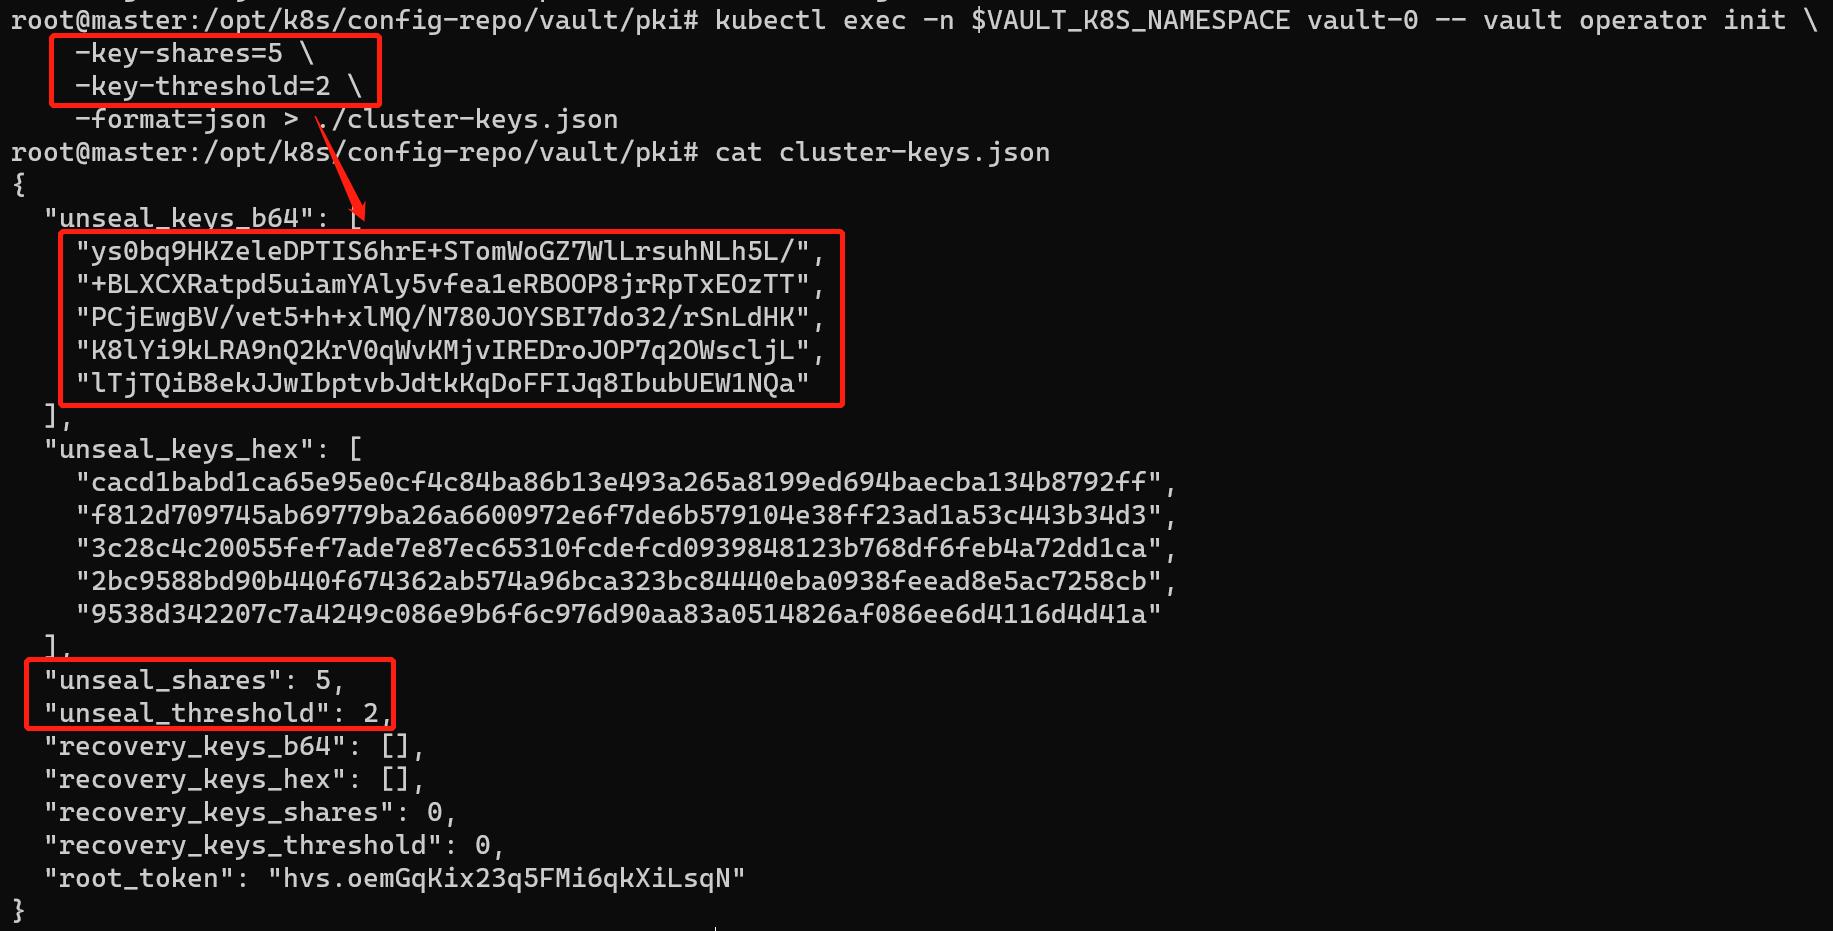 root@master:/opt/k8s/config-repo/vault/pki# kubectl exec -n $VAULT_K8S_NAMESPACE vault-0 -- vault operator init \
-key-shares=5 \
-key-threshold=2 \
-format=json > ./cluster-keys.json
root@master:/opt/k8s/config-repo/vault/pki# cat cluster-keys.json
{
"unseal_keys_b64": [
"ys0bq9HKZeleDPTIS6hrE+STomWoGZ7WlLrsuhNLh5L/",
"+BLXCXRatpd5uiamYAly5vfea1eRBOOP8jrRpTxEOzTT",
"PCjEwgBV/vet5+h+xlMQ/N780JOYSBI7do32/rSnLdHK",
"K8lYi9kLRA9nQ2KrV0qWvKMjvIREDroJOP7q2OWscljL",
"lTjTQiB8ekJJwIbptvbJdtkKqDoFFIJq8IbubUEW1NQa"
],
"unseal_keys_hex": [
"cacd1babd1ca65e95e0cf4c84ba86b13e493a265a8199ed694baecba134b8792ff",
"f812d709745ab69779ba26a6600972e6f7de6b579104e38ff23ad1a53c443b34d3",
"3c28c4c20055fef7ade7e87ec65310fcdefcd0939848123b768df6feb4a72dd1ca",
"2bc9588bd90b440f674362ab574a96bca323bc84440eba0938feead8e5ac7258cb",
"9538d342207c7a4249c086e9b6f6c976d90aa83a0514826af086ee6d4116d4d41a"
],
"unseal_shares": 5,
"unseal_threshold": 2,
"recovery_keys_b64": [],
"recovery_keys_hex": [],
"recovery_keys_shares": 0,
"recovery_keys_threshold": 0,
"root_token": "hvs.oemGqKix23q5FMi6qkXiLsqN"
}